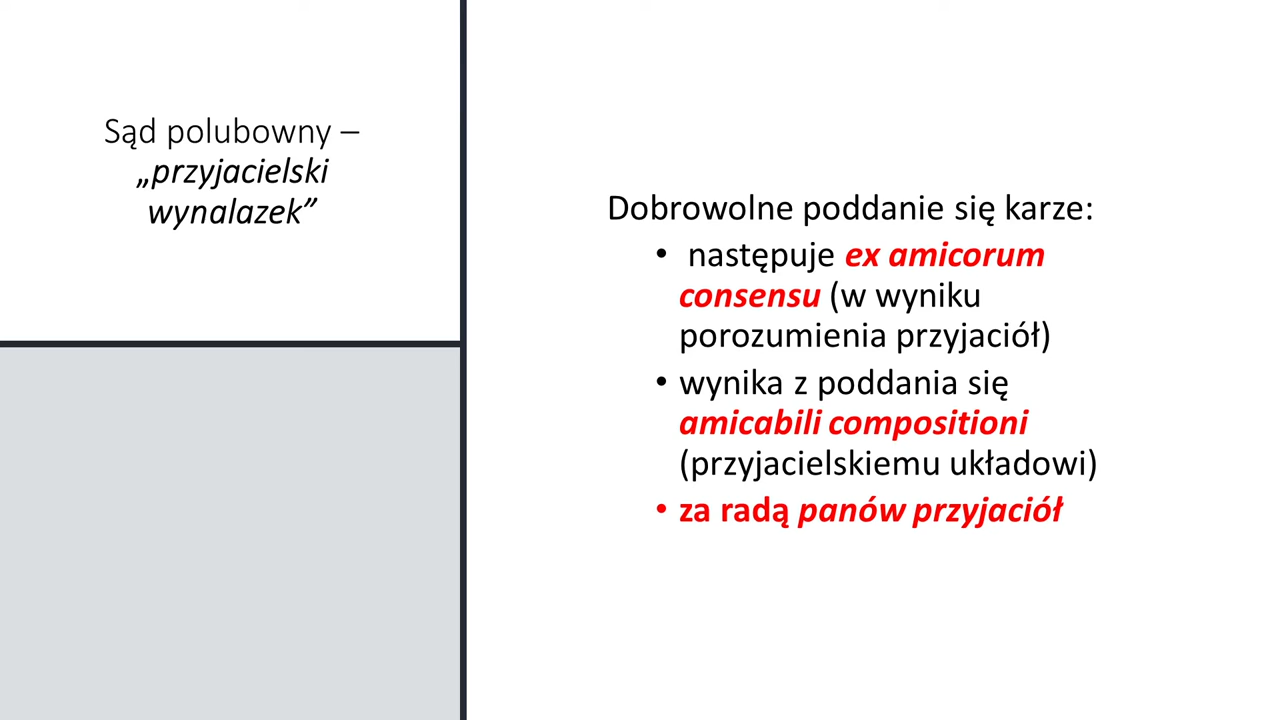 Sąd polubowny –
„przyjacielski
wynalazek”
Dobrowolne poddanie się karze:
• następuje ex amicorum
consensu (w wyniku
porozumienia przyjaciół)
• wynika z poddania się
amicabili compositioni
(przyjacielskiemu układowi)
• za radą panów przyjaciół